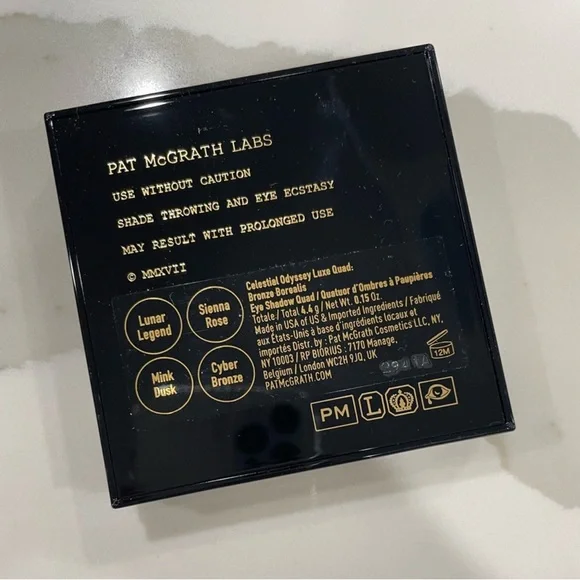 PAT McGRATH LABS
USE WITHOUT CAUTION
SHADE THROWING AND EYE ECSTASY
MAY RESULT WITH PROLONGED USE
© MMXVII
Lunar
Legend
Sienna
Rose
Mink
Dusk
Cyber
Bronze
Celestial Odyssey Luxe Quad:
Bronze Borealis
Eye Shadow Quad / Quatuor d'Ombres à Paupières
Totale / Total 4.4 g / Net Wt. 0.15 Oz.
Made in USA of US & Imported Ingredients / Fabriqué
aux États-Unis à base d'ingrédients locaux et
importés Distr. by : Pat McGrath Cosmetics LLC, NY,
NY 10003 / RP BIORIUS : 7170 Manage,
Belgium / London WC2H 9JQ, UK
PATMcGRATH.COM
12M
PM
L